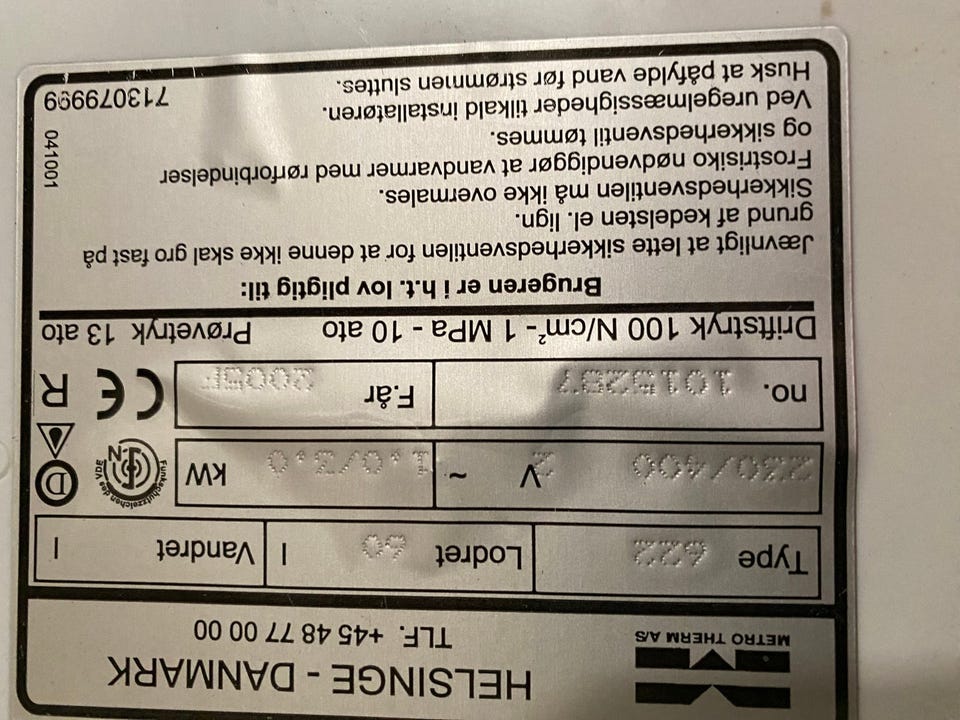 METRO THERM A/S
HELSINGE - DANMARK
TLF. +45 48 77 00 00
Type 622 Lodret 60 l Vandret l
230/400 V 3 ~ 1,0/3,0 kW
Funkschutzzeichen des VDE
N
D
no. 1015287 F.år
CE R
Driftstryk 100 N/cm²- 1 MPa - 10 ato Prøvetryk 13 ato
Brugeren er i h.t. lov pligtig til:
Jævnligt at lette sikkerhedsventilen for at denne ikke skal gro fast på
grund af kedelsten el. lign.
Sikkerhedsventilen må ikke overmales.
Frostrisiko nødvendiggør at vandvarmer med rørforbindelser
og sikkerhedsventil tømmes.
Ved uregelmæssigheder tilkald installatøren.
Husk at påfylde vand før strømmen sluttes.
041001
713079999